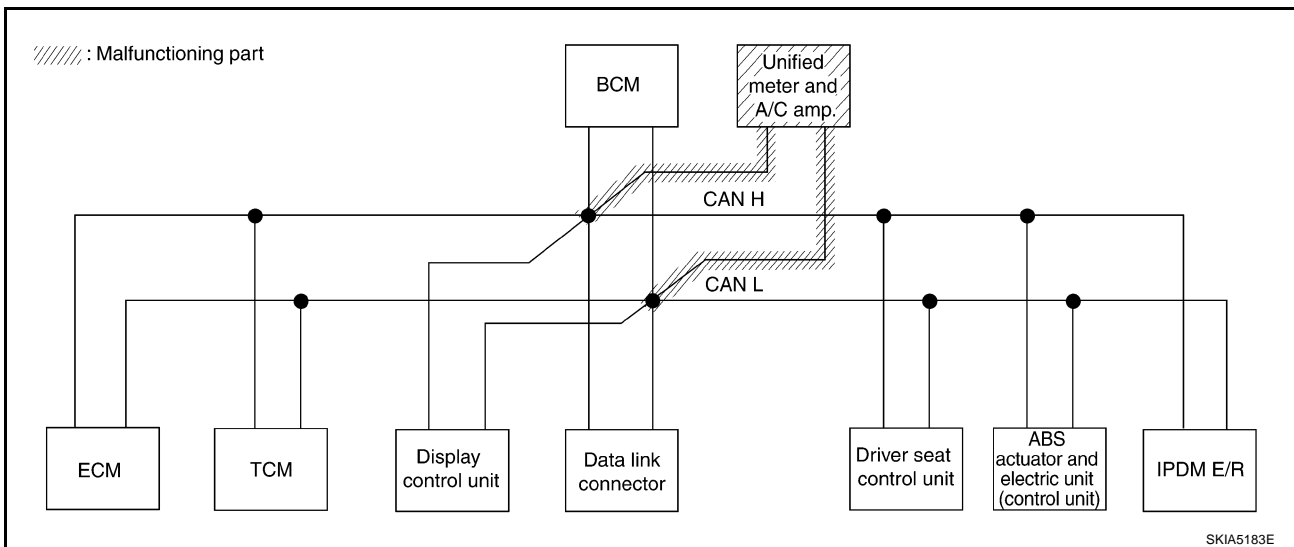 : Malfunctioning part
BCM
Unified
meter and
A/C amp.
CAN H
CAN L
ECM
TCM
Display
control unit
Data link
connector
Driver seat
control unit
ABS
actuator and
electric unit
(control unit)
IPDM E/R
SKIA5183E